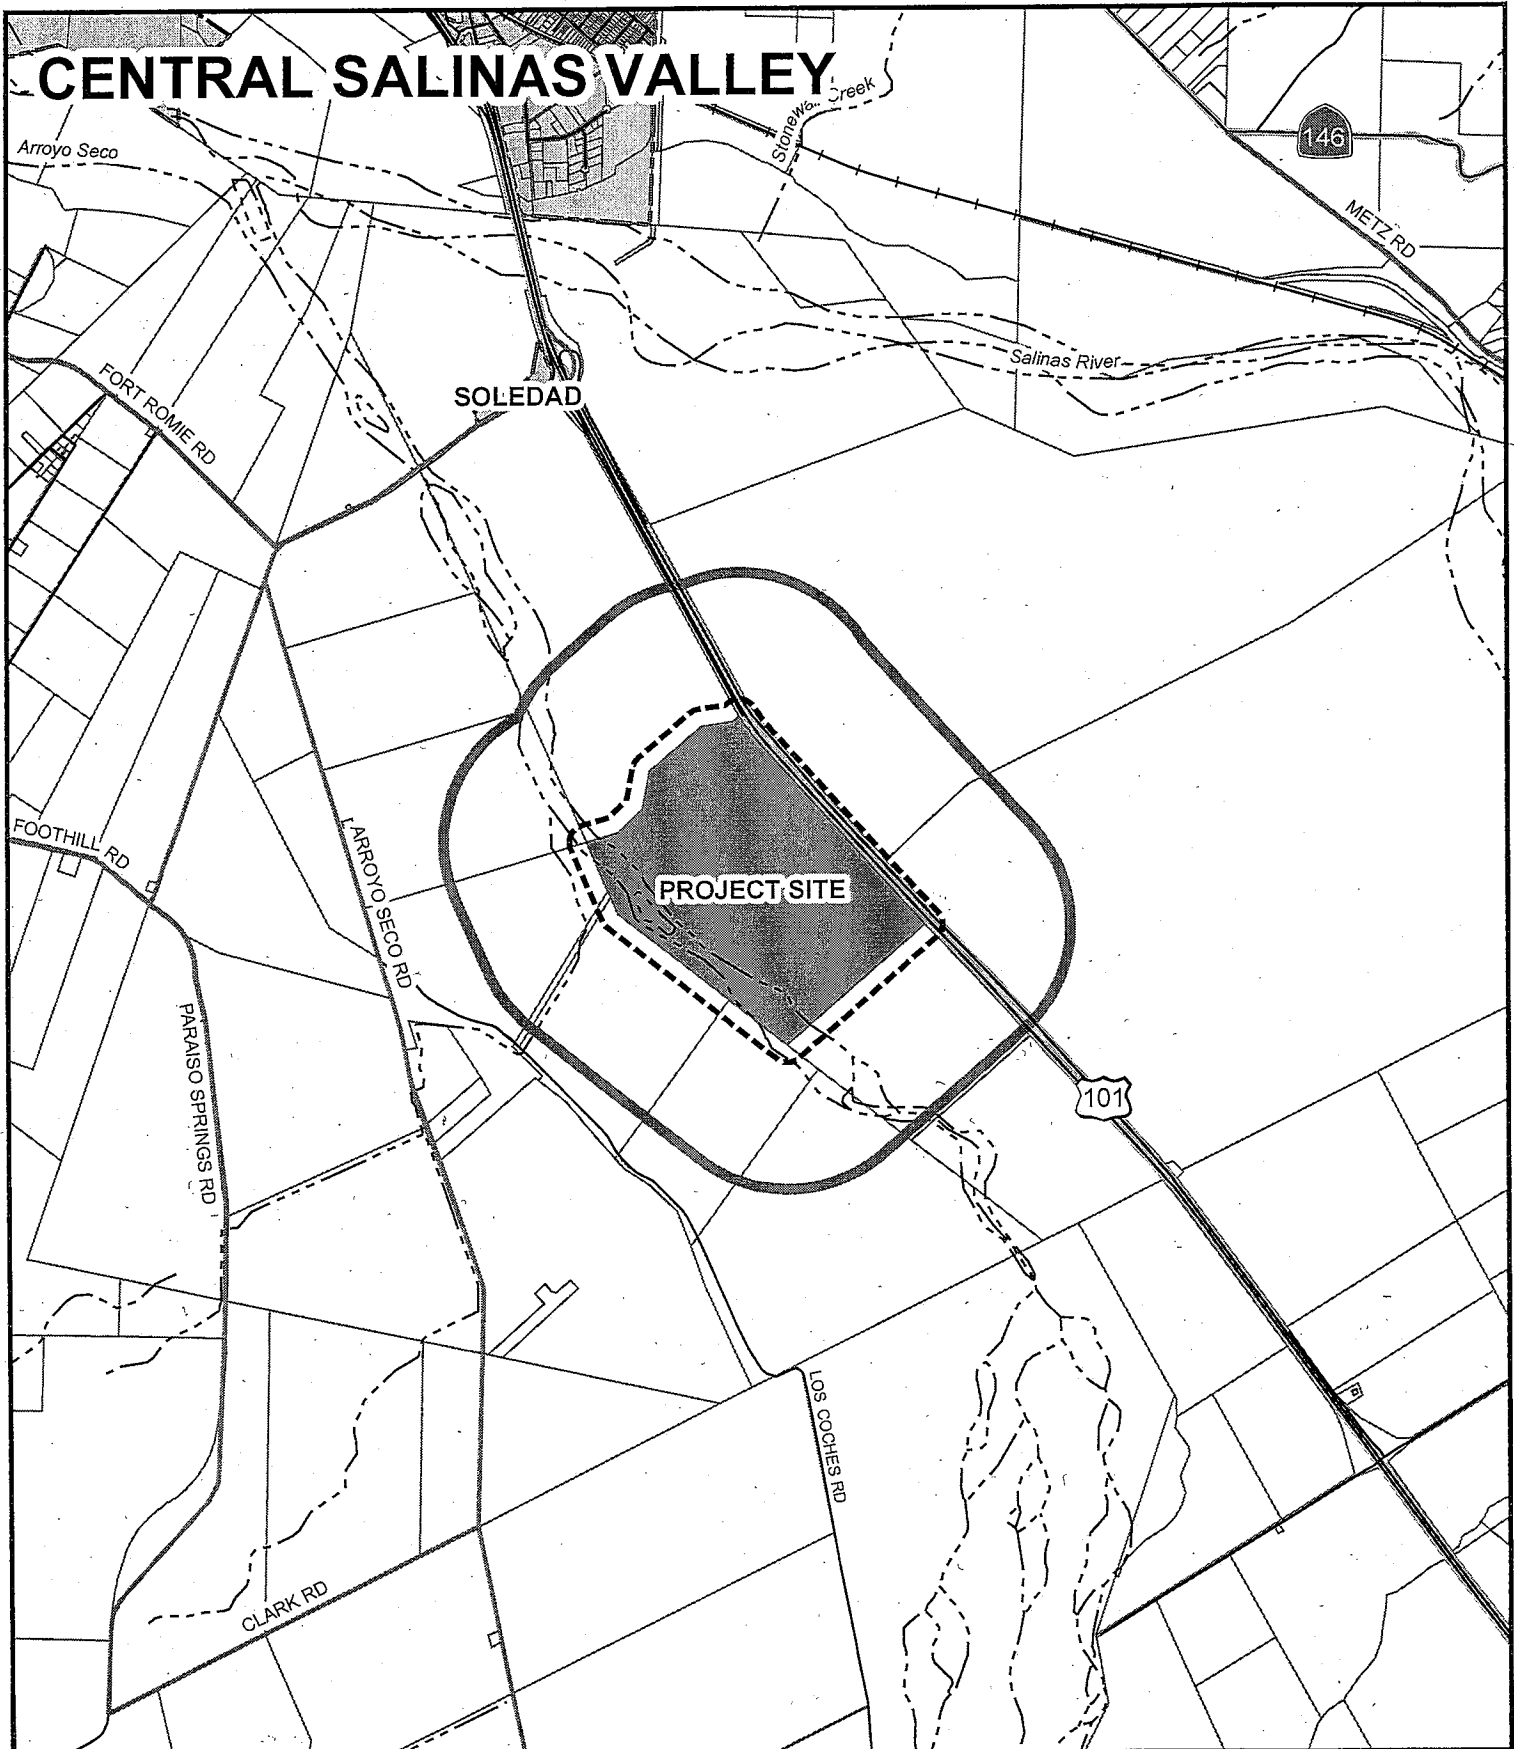 CENTRAL SALINAS VALLEY
Stonewall Creek
146
Arroyo Seco
METZ RD
Salinas River
FORT ROMIE RD
SOLEDAD
FOOTHILL RD
ARROYO SECO RD
PROJECT SITE
PARAISO SPRINGS RD
101
LOS COCHES RD
CLARK RD